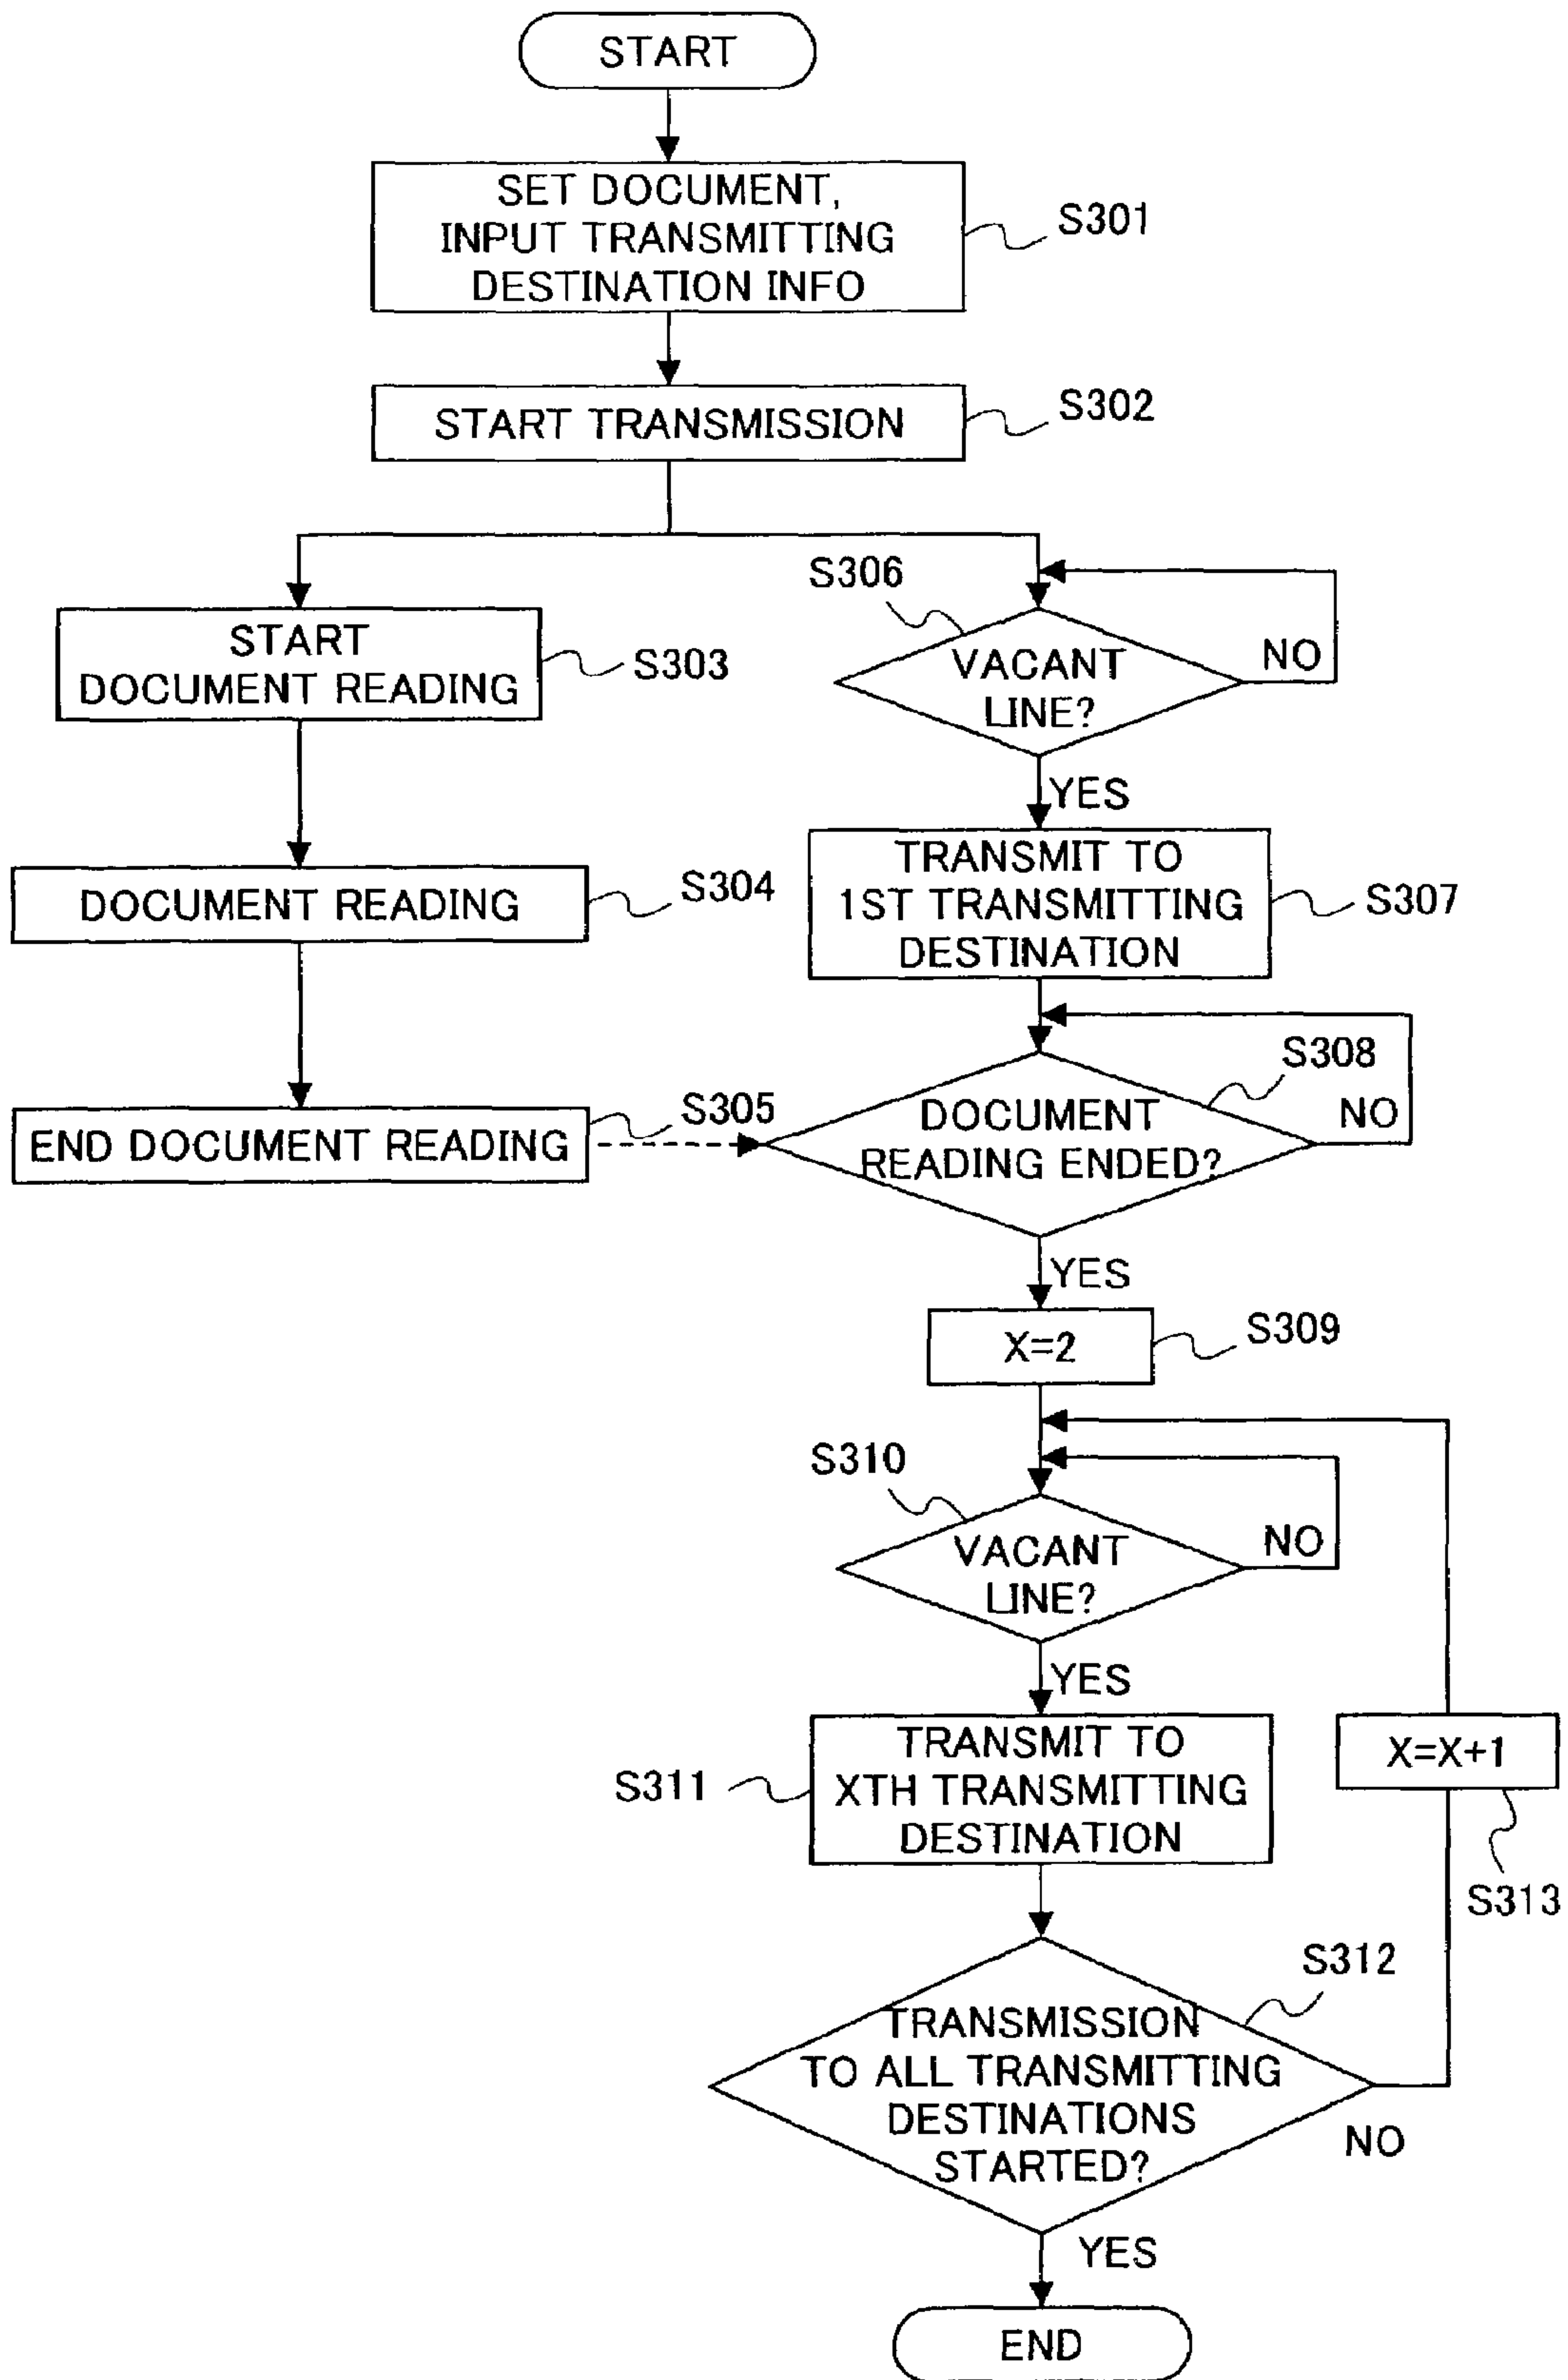 START
SET DOCUMENT,
INPUT TRANSMITTING
DESTINATION INFO
S301
START TRANSMISSION
S302
START
DOCUMENT READING
S303
DOCUMENT READING
S304
END DOCUMENT READING
S305
S306
VACANT
LINE?
NO
YES
TRANSMIT TO
1ST TRANSMITTING
DESTINATION
S307
S308
DOCUMENT
READING ENDED?
NO
YES
X=2
S309
S310
VACANT
LINE?
NO
YES
TRANSMIT TO
XTH TRANSMITTING
DESTINATION
S311
X=X+1
S313
S312
TRANSMISSION
TO ALL TRANSMITTING
DESTINATIONS
STARTED?
NO
YES
END